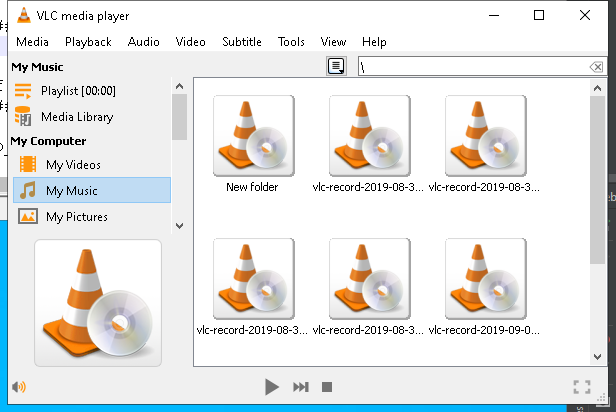 VLC media player
Media Playback Audio Video Subtitle Tools View Help
My Music
\
Playlist [00:00]
Media Library
My Computer
My Videos
My Music
My Pictures
New folder
vlc-record-2019-08-3...
vlc-record-2019-08-3...
vlc-record-2019-08-3...
vlc-record-2019-08-3...
vlc-record-2019-09-0...